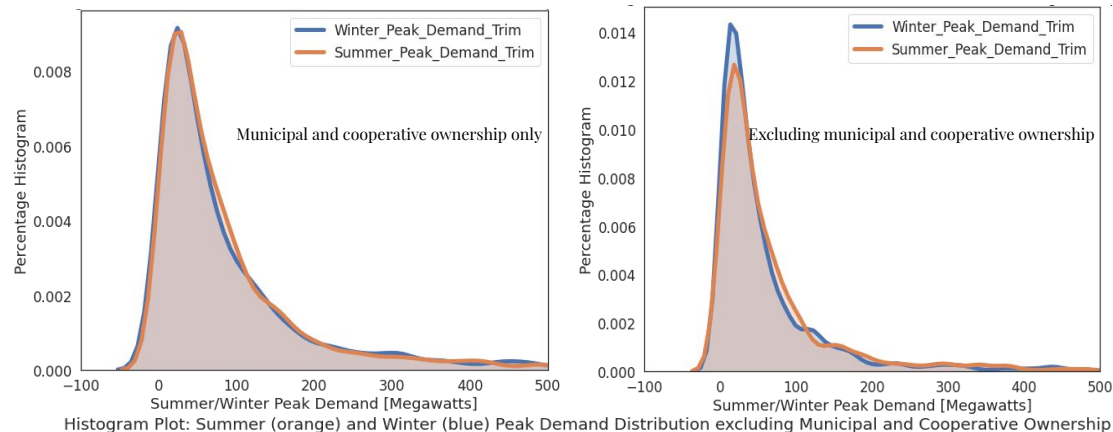 Winter_Peak_Demand_Trim
Summer_Peak_Demand_Trim
Municipal and cooperative ownership only
Percentage Histogram
0.008
0.006
0.004
0.002
0.000
−100
0
100
200
300
400
500
Summer/Winter Peak Demand [Megawatts]
Winter_Peak_Demand_Trim
Summer_Peak_Demand_Trim
Excluding municipal and cooperative ownership
Percentage Histogram
0.014
0.012
0.010
0.008
0.006
0.004
0.002
0.000
−100
0
100
200
300
400
500
Summer/Winter Peak Demand [Megawatts]
Histogram Plot: Summer (orange) and Winter (blue) Peak Demand Distribution excluding Municipal and Cooperative Ownership